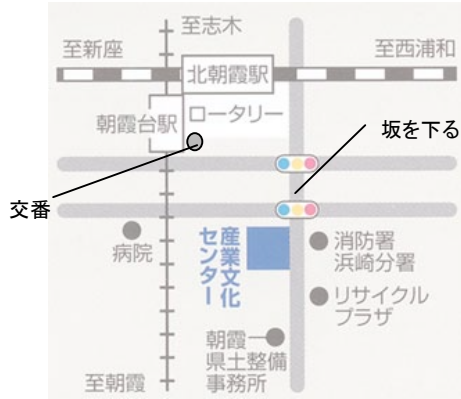 至志木
至新座
至西浦和
北朝霞駅
朝霞台駅
ロータリー
坂を下る
交番
病院
産業文化
センター
消防署
浜崎分署
リサイクル
プラザ
朝霞
県土整備
事務所
至朝霞